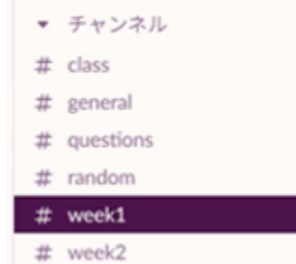 チャンネル
# class
# general
# questions
# random
# week1
# week2